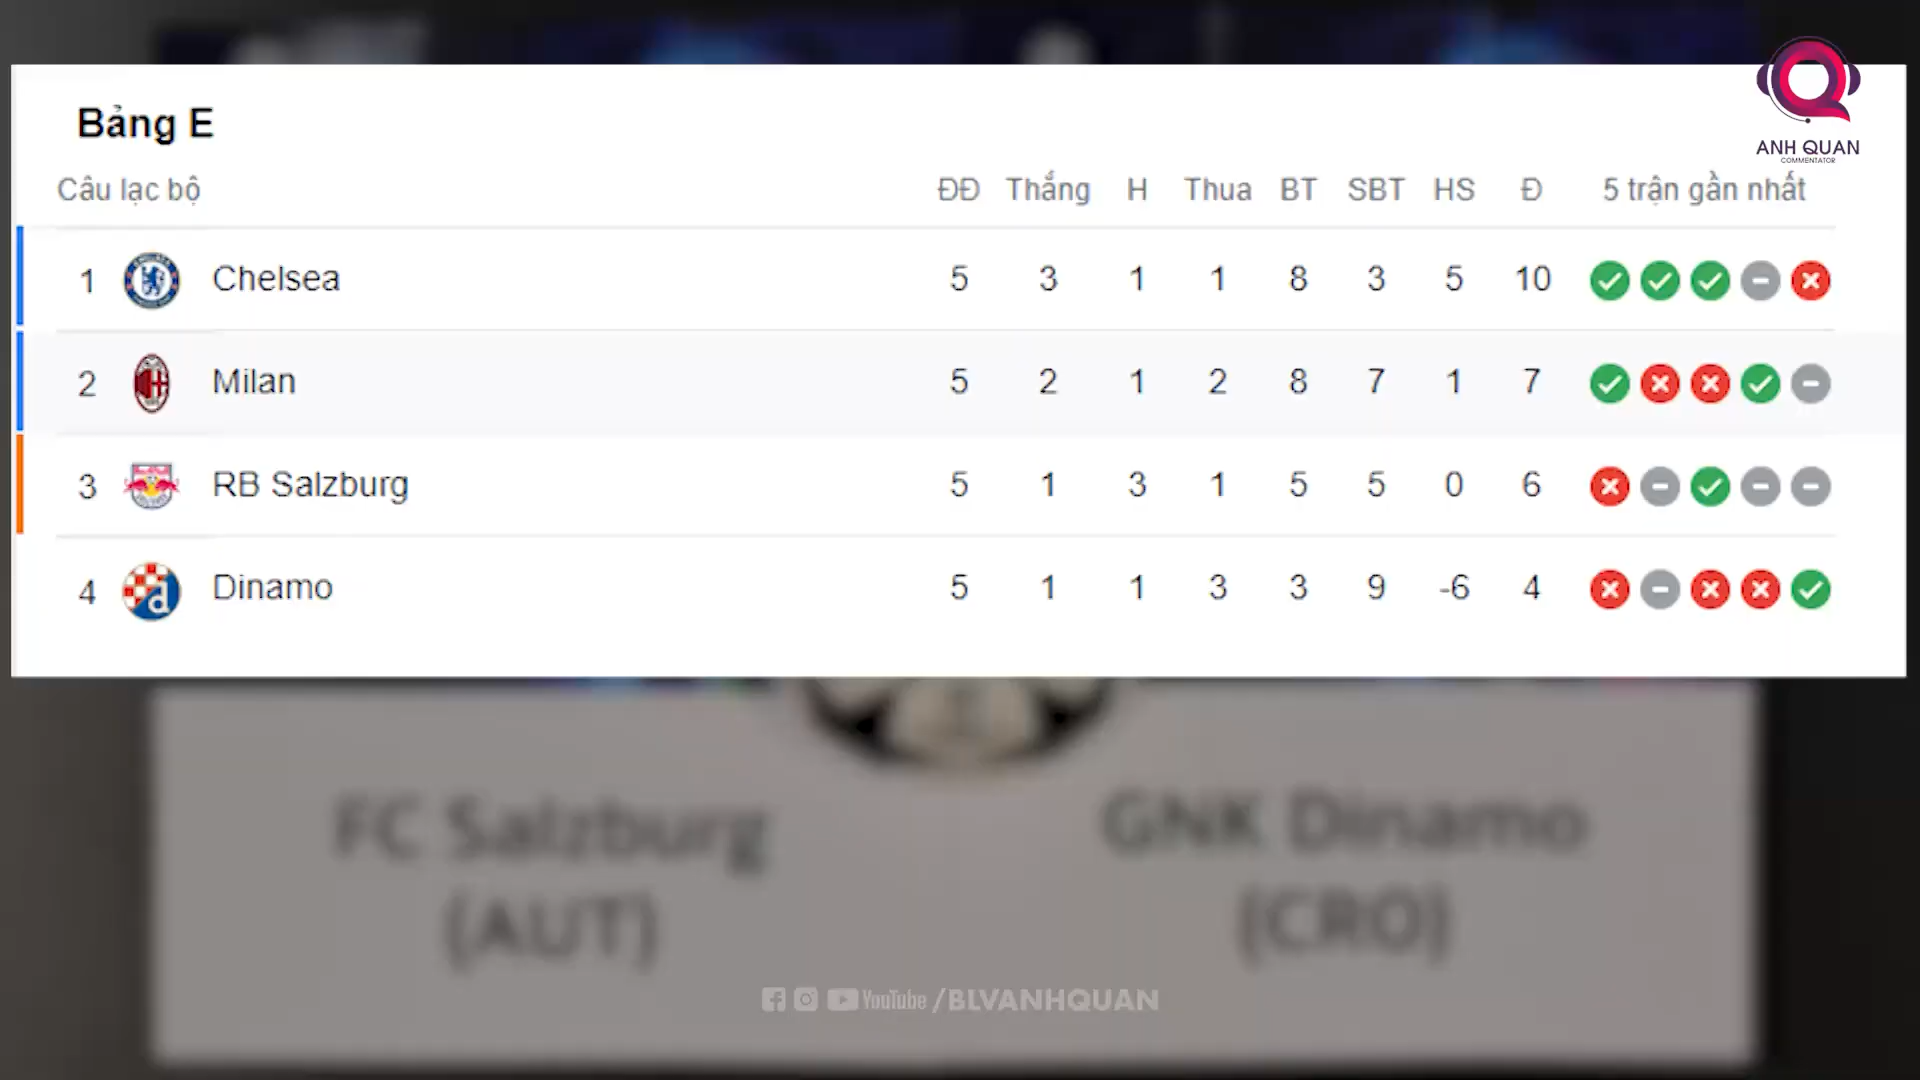 ANH QUAN
COMMENTATOR
Bảng E
Câu lạc bộ ĐĐ Thắng H Thua BT SBT HS Đ 5 trận gần nhất
1 Chelsea 5 3 1 1 8 3 5 10
2 Milan 5 2 1 2 8 7 1 7
3 RB Salzburg 5 1 3 1 5 5 0 6
4 Dinamo 5 1 1 3 3 9 -6 4
FC Salzburg GNK Dinamo
(AUT) (CRO)
YouTube /BLVANHQUAN